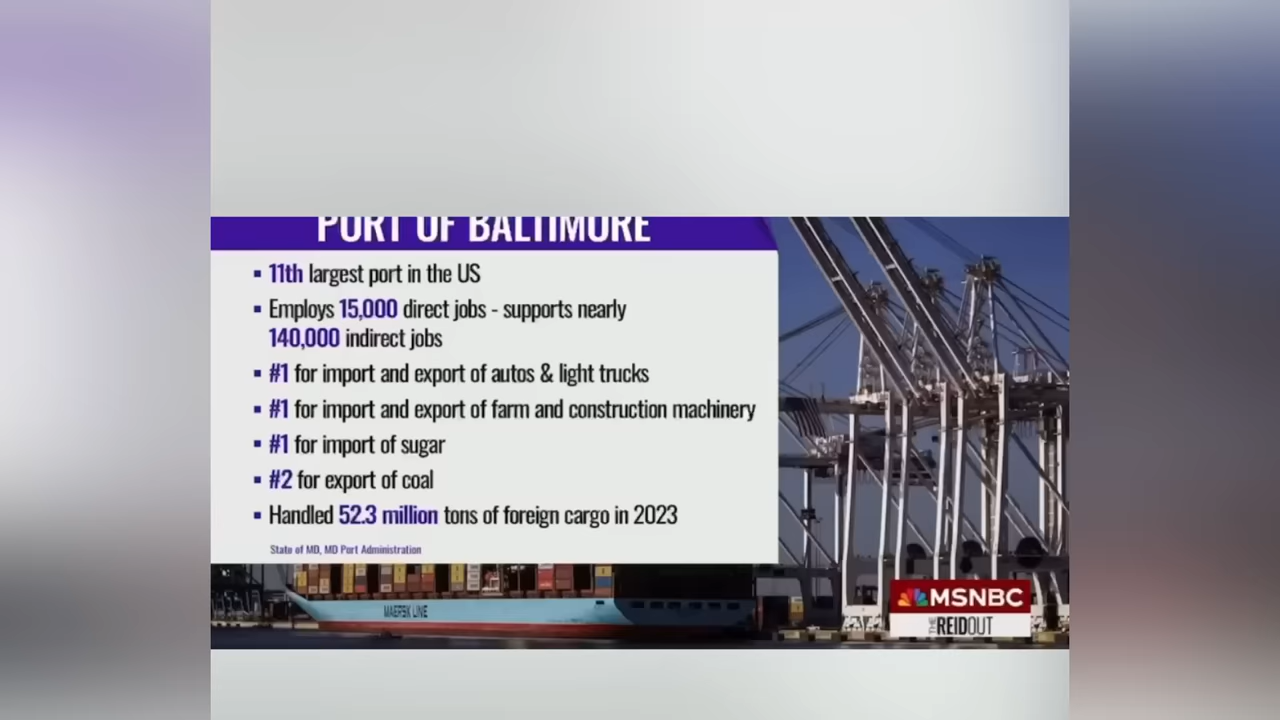 PORT OF BALTIMORE
▪ 11th largest port in the US
▪ Employs 15,000 direct jobs - supports nearly
140,000 indirect jobs
▪ #1 for import and export of autos & light trucks
▪ #1 for import and export of farm and construction machinery
▪ #1 for import of sugar
▪ #2 for export of coal
▪ Handled 52.3 million tons of foreign cargo in 2023
State of MD, MD Port Administration
MAERSK LINE
MSNBC
THE REIDOUT